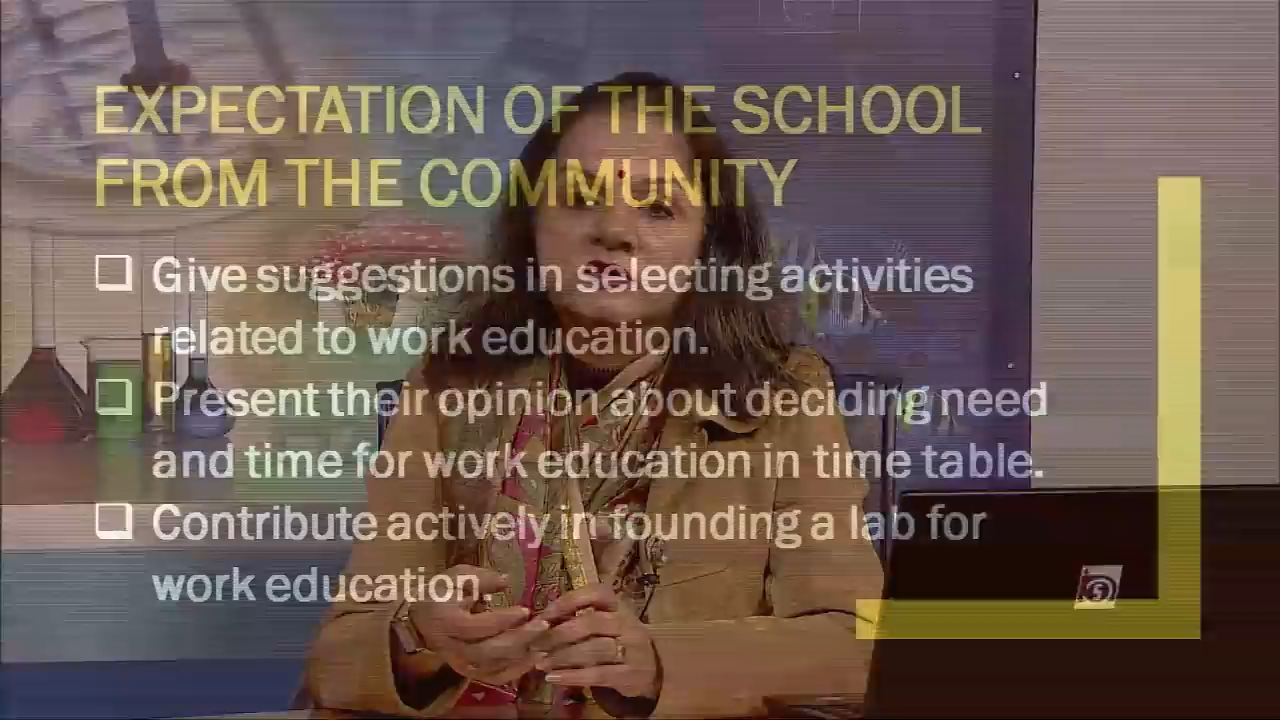 EXPECTATION OF THE SCHOOL
FROM THE COMMUNITY
❑ Give suggestions in selecting activities
related to work education.
❑ Present their opinion about deciding need
and time for work education in time table.
❑ Contribute actively in founding a lab for
work education.